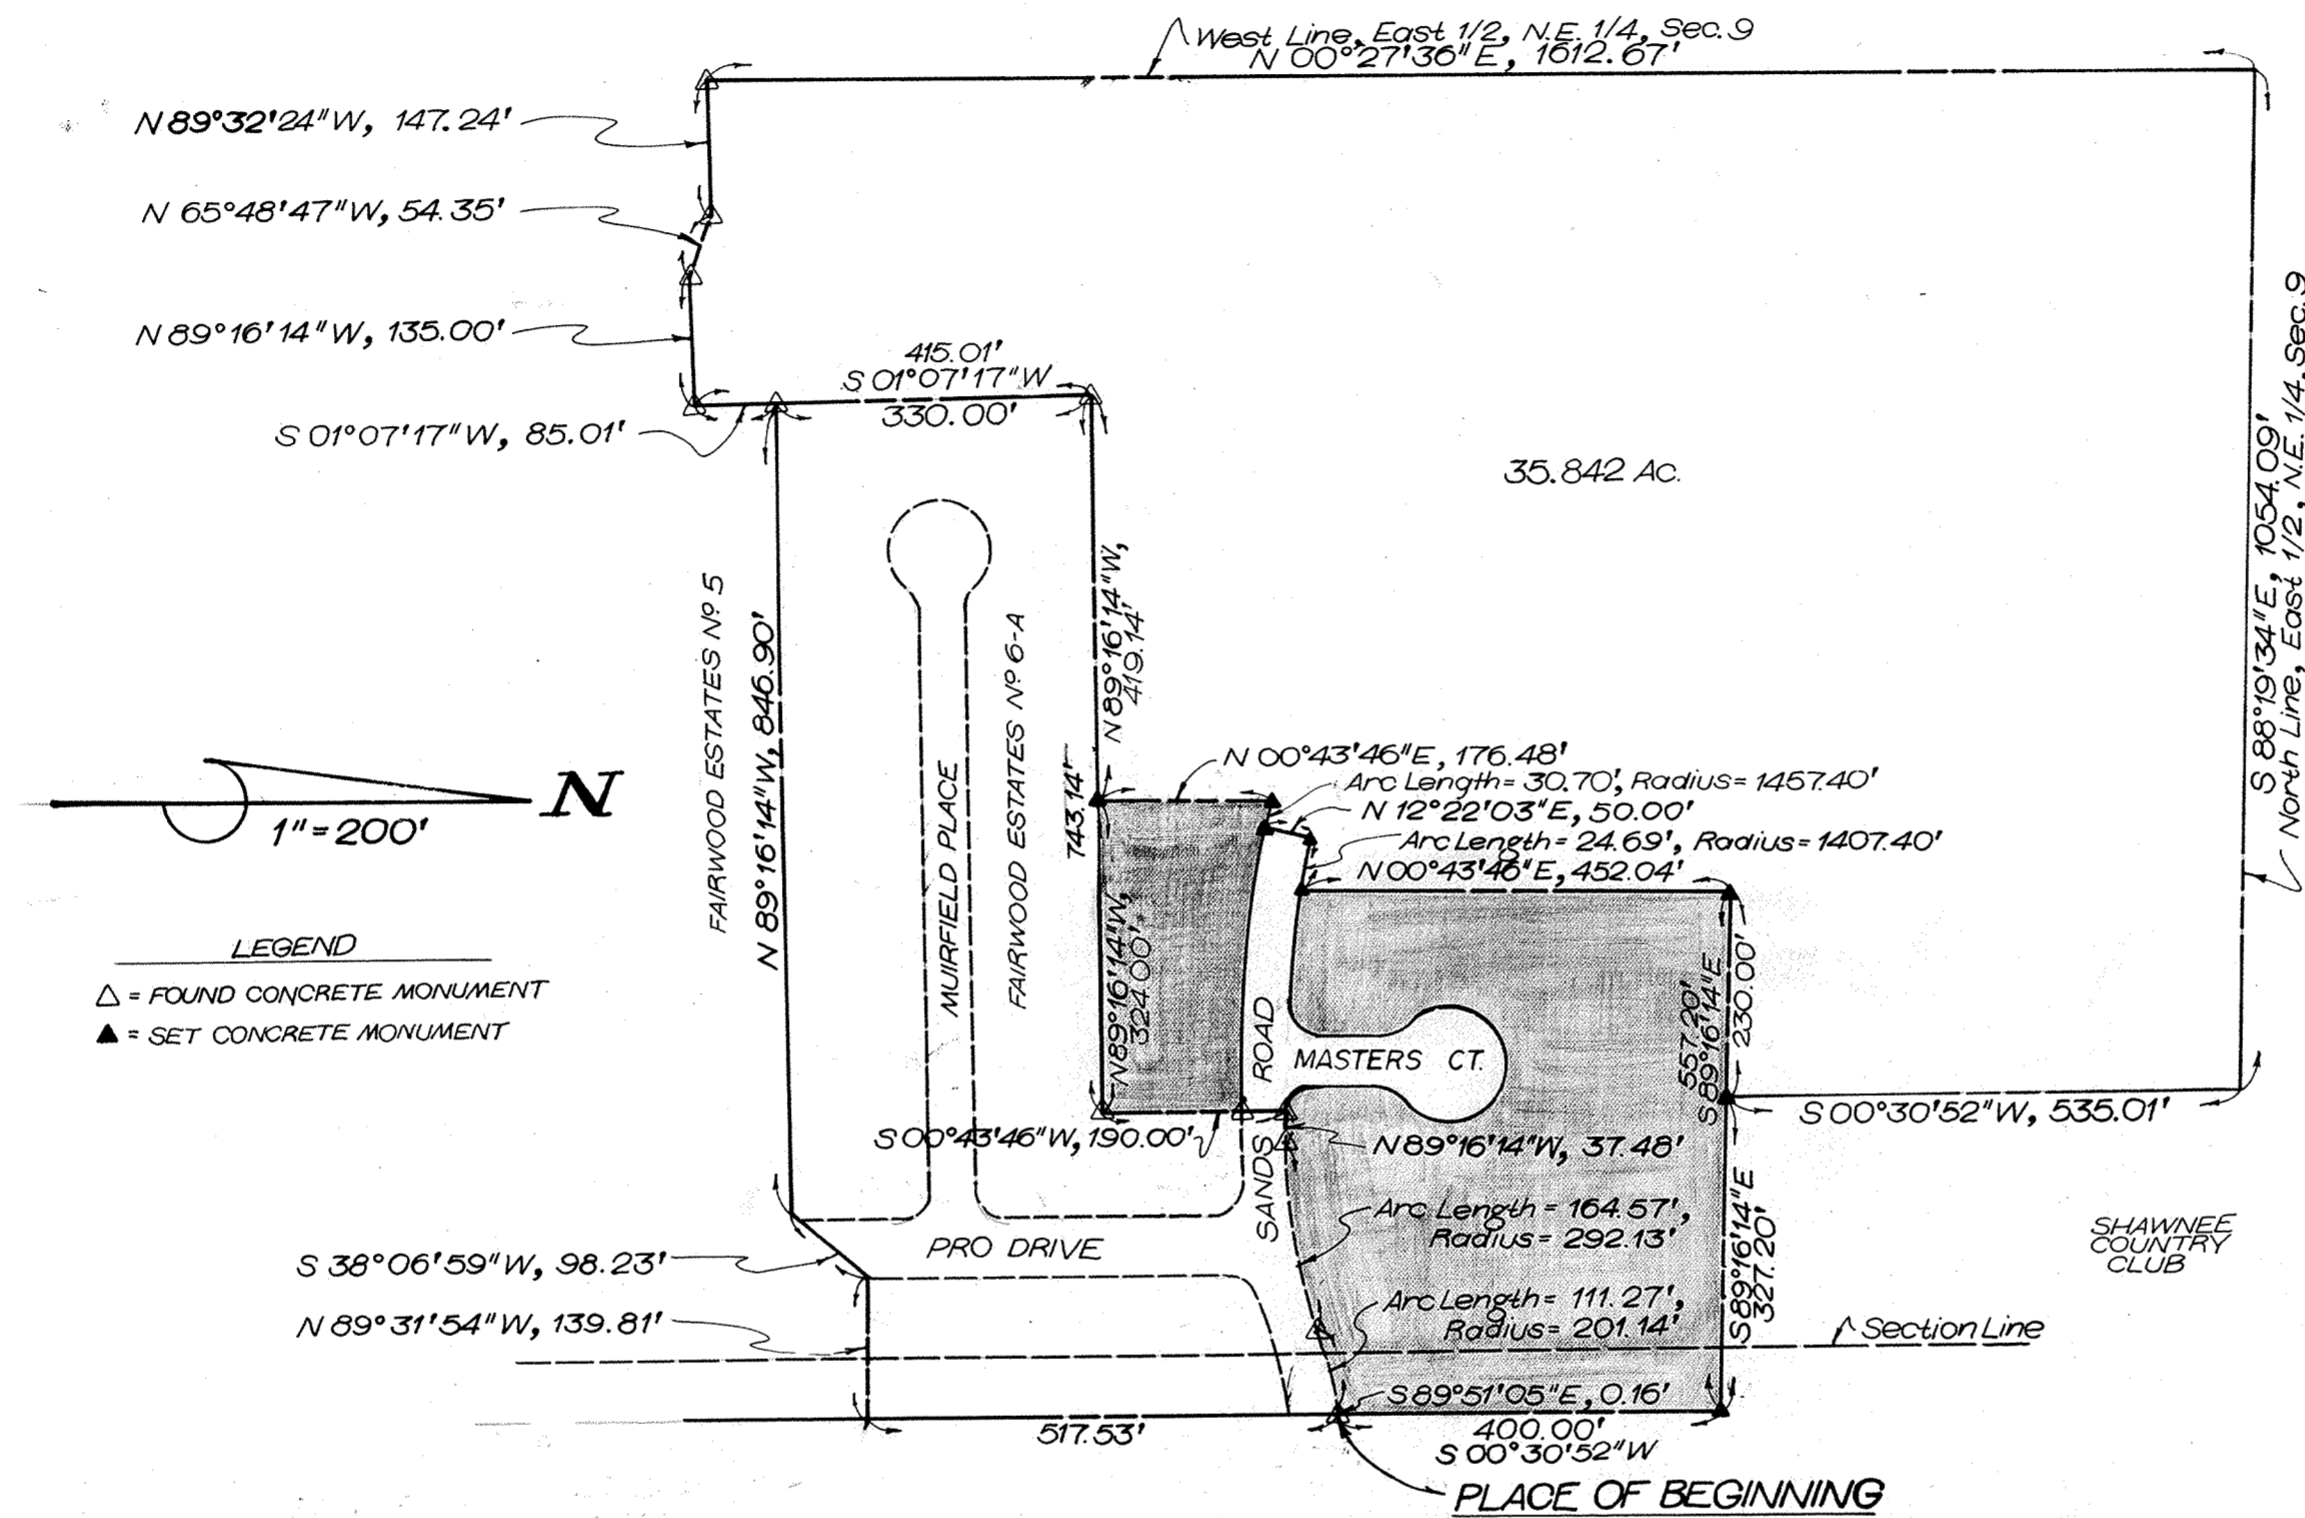 West Line, East 1/2, N.E. 1/4, Sec. 9
N 00°27'36"E, 1612.67'
N 89°32'24"W, 147.24'
N 65°48'47"W, 54.35'
N 89°16'14"W, 135.00'
415.01'
S 01°07'17"W
330.00'
S 01°07'17"W, 85.01'
35.842 Ac.
S 88°19'34"E, 1054.09'
North Line, East 1/2, N.E. 1/4, Sec. 9
FAIRWOOD ESTATES Nº 5
N 89°16'14"W, 846.90'
MUIRFIELD PLACE
FAIRWOOD ESTATES Nº 6-A
N 89°16'14"W,
419.14'
743.14'
N 00°43'46"E, 176.48'
Arc Length = 30.70', Radius = 1457.40'
N 12°22'03"E, 50.00'
Arc Length = 24.69', Radius = 1407.40'
N 00°43'46"E, 452.04'
N
1" = 200'
LEGEND
△ = FOUND CONCRETE MONUMENT
▲ = SET CONCRETE MONUMENT
N 89°16'14"W,
324.00'
SANDS ROAD
MASTERS CT.
557.20'
S 89°16'14"E
230.00'
S 00°30'52"W, 535.01'
S 00°43'46"W, 190.00'
N 89°16'14"W, 37.48'
Arc Length = 164.57',
Radius = 292.13'
S 89°16'14"E
327.20'
SHAWNEE
COUNTRY
CLUB
PRO DRIVE
S 38°06'59"W, 98.23'
N 89°31'54"W, 139.81'
Arc Length = 111.27',
Radius = 201.14'
Section Line
S 89°51'05"E, 0.16'
517.53'
400.00'
S 00°30'52"W
PLACE OF BEGINNING